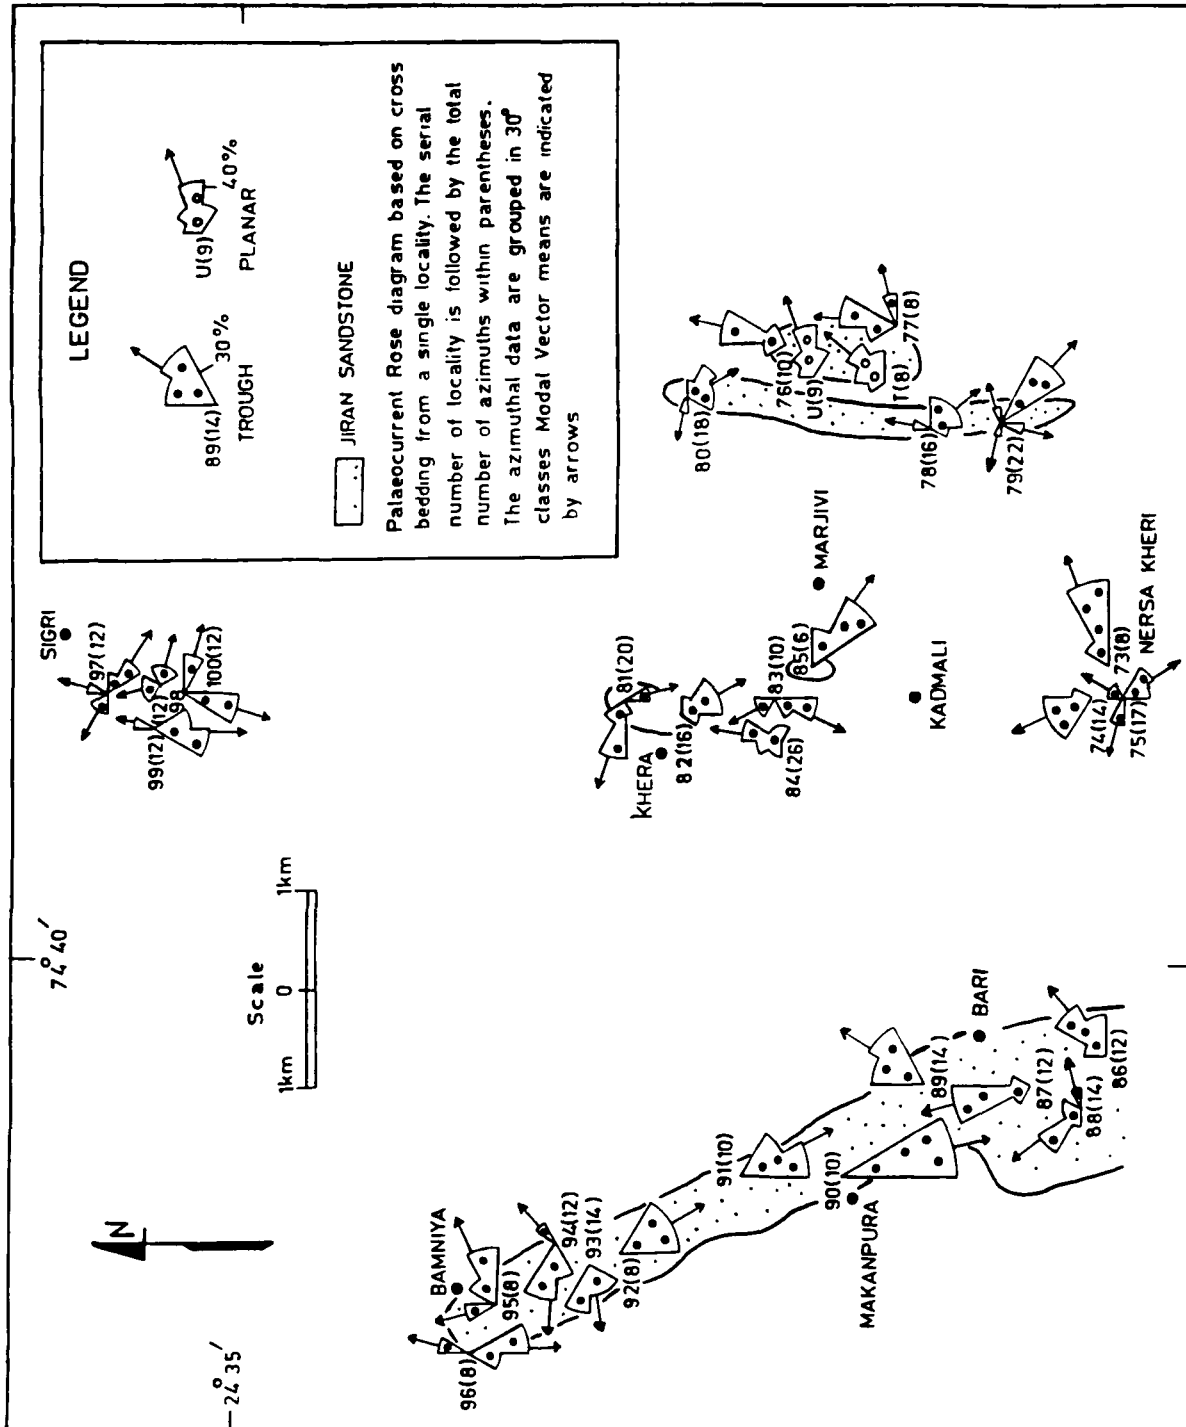 LEGEND
89(14)
30%
TROUGH
U(9)
40%
PLANAR
JIRAN SANDSTONE
Palaeocurrent Rose diagram based on cross
bedding from a single locality. The serial
number of locality is followed by the total
number of azimuths within parentheses.
The azimuthal data are grouped in 30°
classes Modal Vector means are indicated
by arrows
74° 40′
24° 35′
N
Scale
1km 0 1km
SIGRI
97(12)
98
(12)
99(12)
100(12)
81(20)
KHERA
82(16)
83(10)
84(26)
85(6)
MARJIVI
KADMALI
80(18)
76(10)
U(9)
T(8)
77(8)
78(16)
79(22)
73(8)
74(14)
75(17)
NERSA KHERI
BAMNIYA
96(8)
95(8)
94(12)
93(14)
92(8)
91(10)
90(10)
MAKANPURA
89(14)
BARI
87(12)
88(14)
86(12)